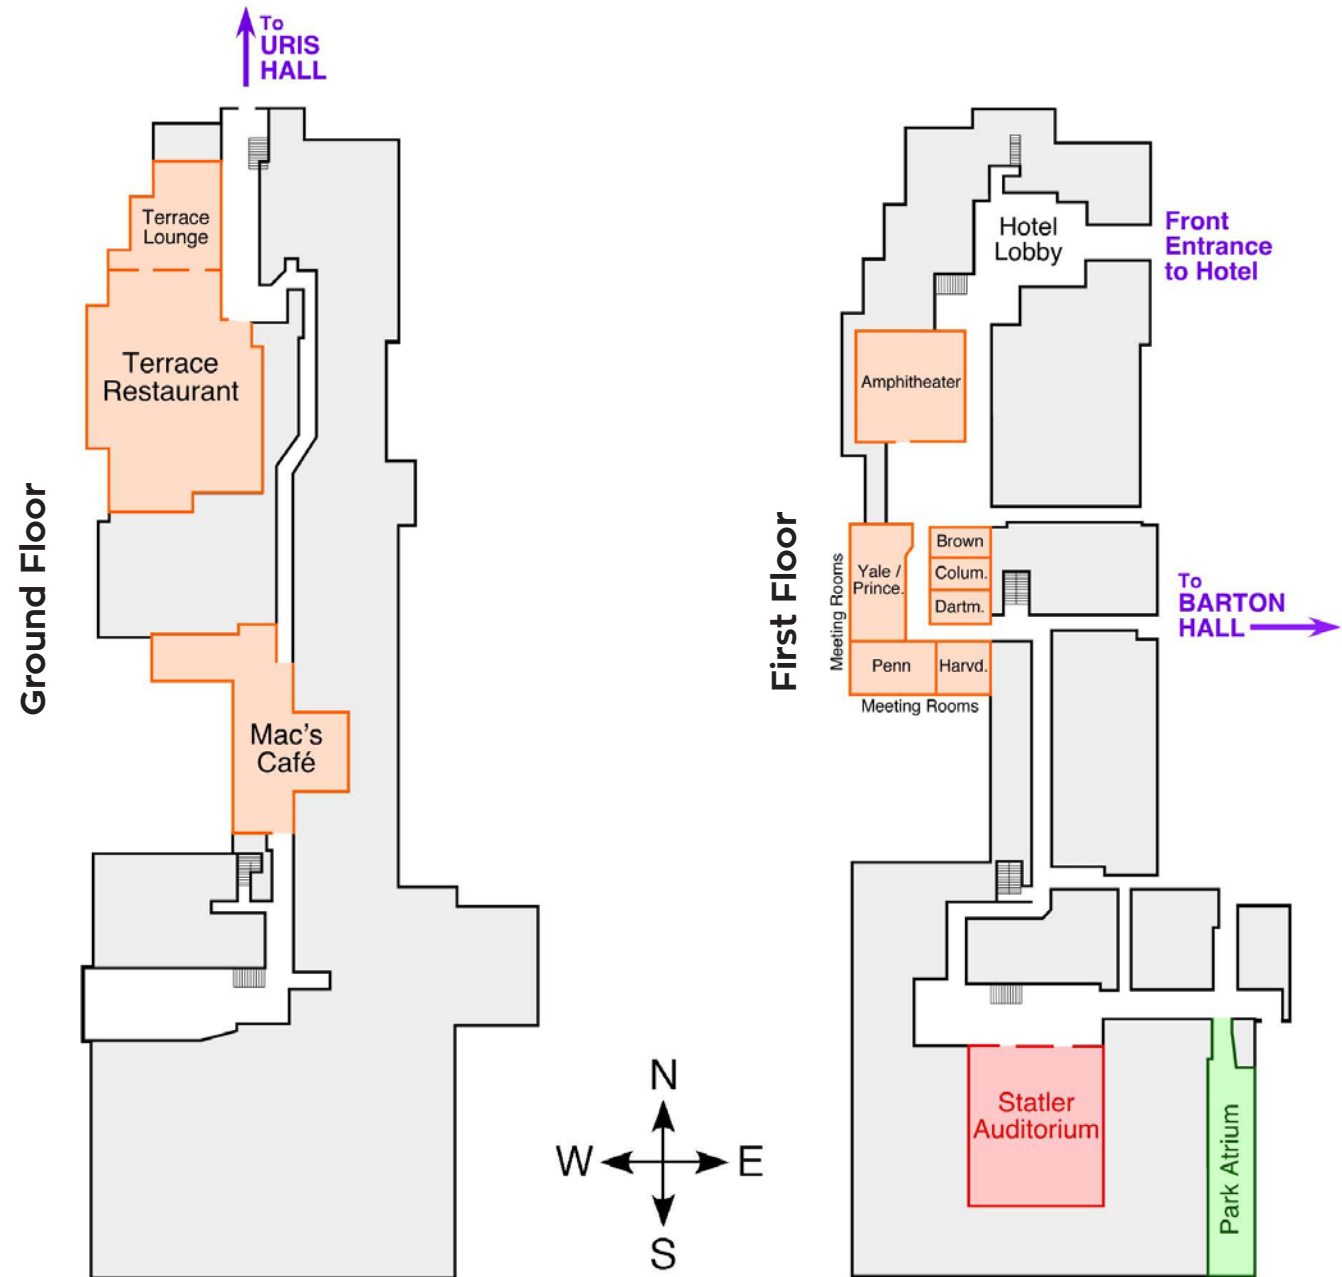 To
URIS
HALL
Ground Floor
Terrace
Lounge
Terrace
Restaurant
Mac's
Café
First Floor
Hotel
Lobby
Front
Entrance
to Hotel
Amphitheater
Meeting Rooms
Yale /
Prince.
Brown
Colum.
Dartm.
Penn
Harvd.
Meeting Rooms
To
BARTON
HALL
Statler
Auditorium
Park Atrium
N
W
E
S